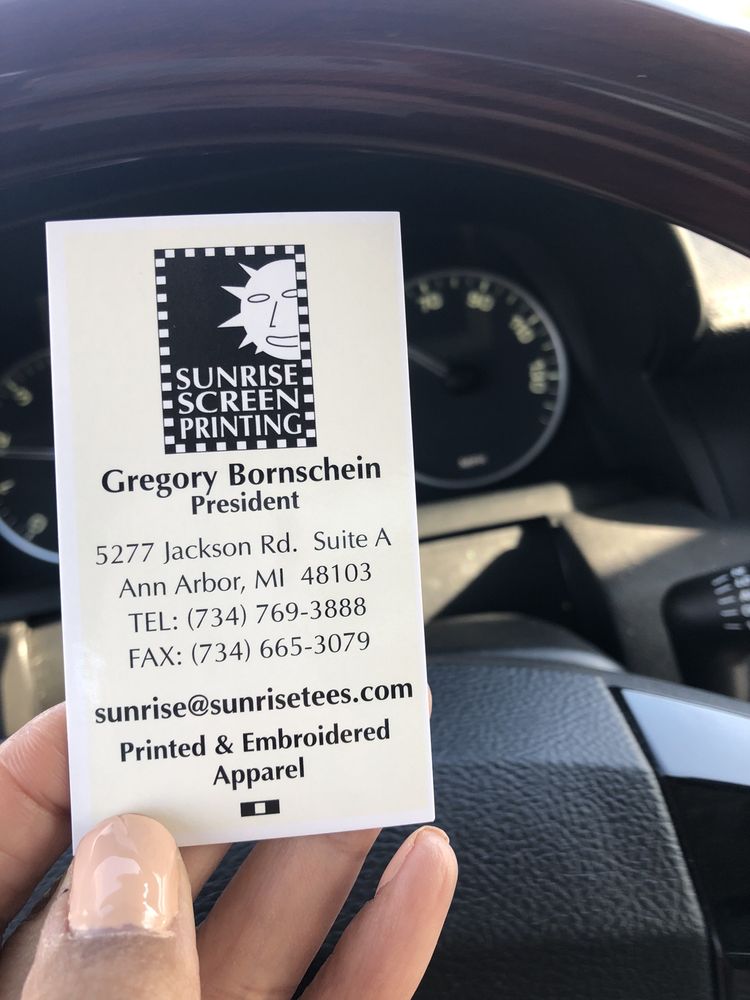 SUNRISE
SCREEN
PRINTING
Gregory Bornschein
President
5277 Jackson Rd. Suite A
Ann Arbor, MI 48103
TEL: (734) 769-3888
FAX: (734) 665-3079
sunrise@sunrisetees.com
Printed & Embroidered
Apparel